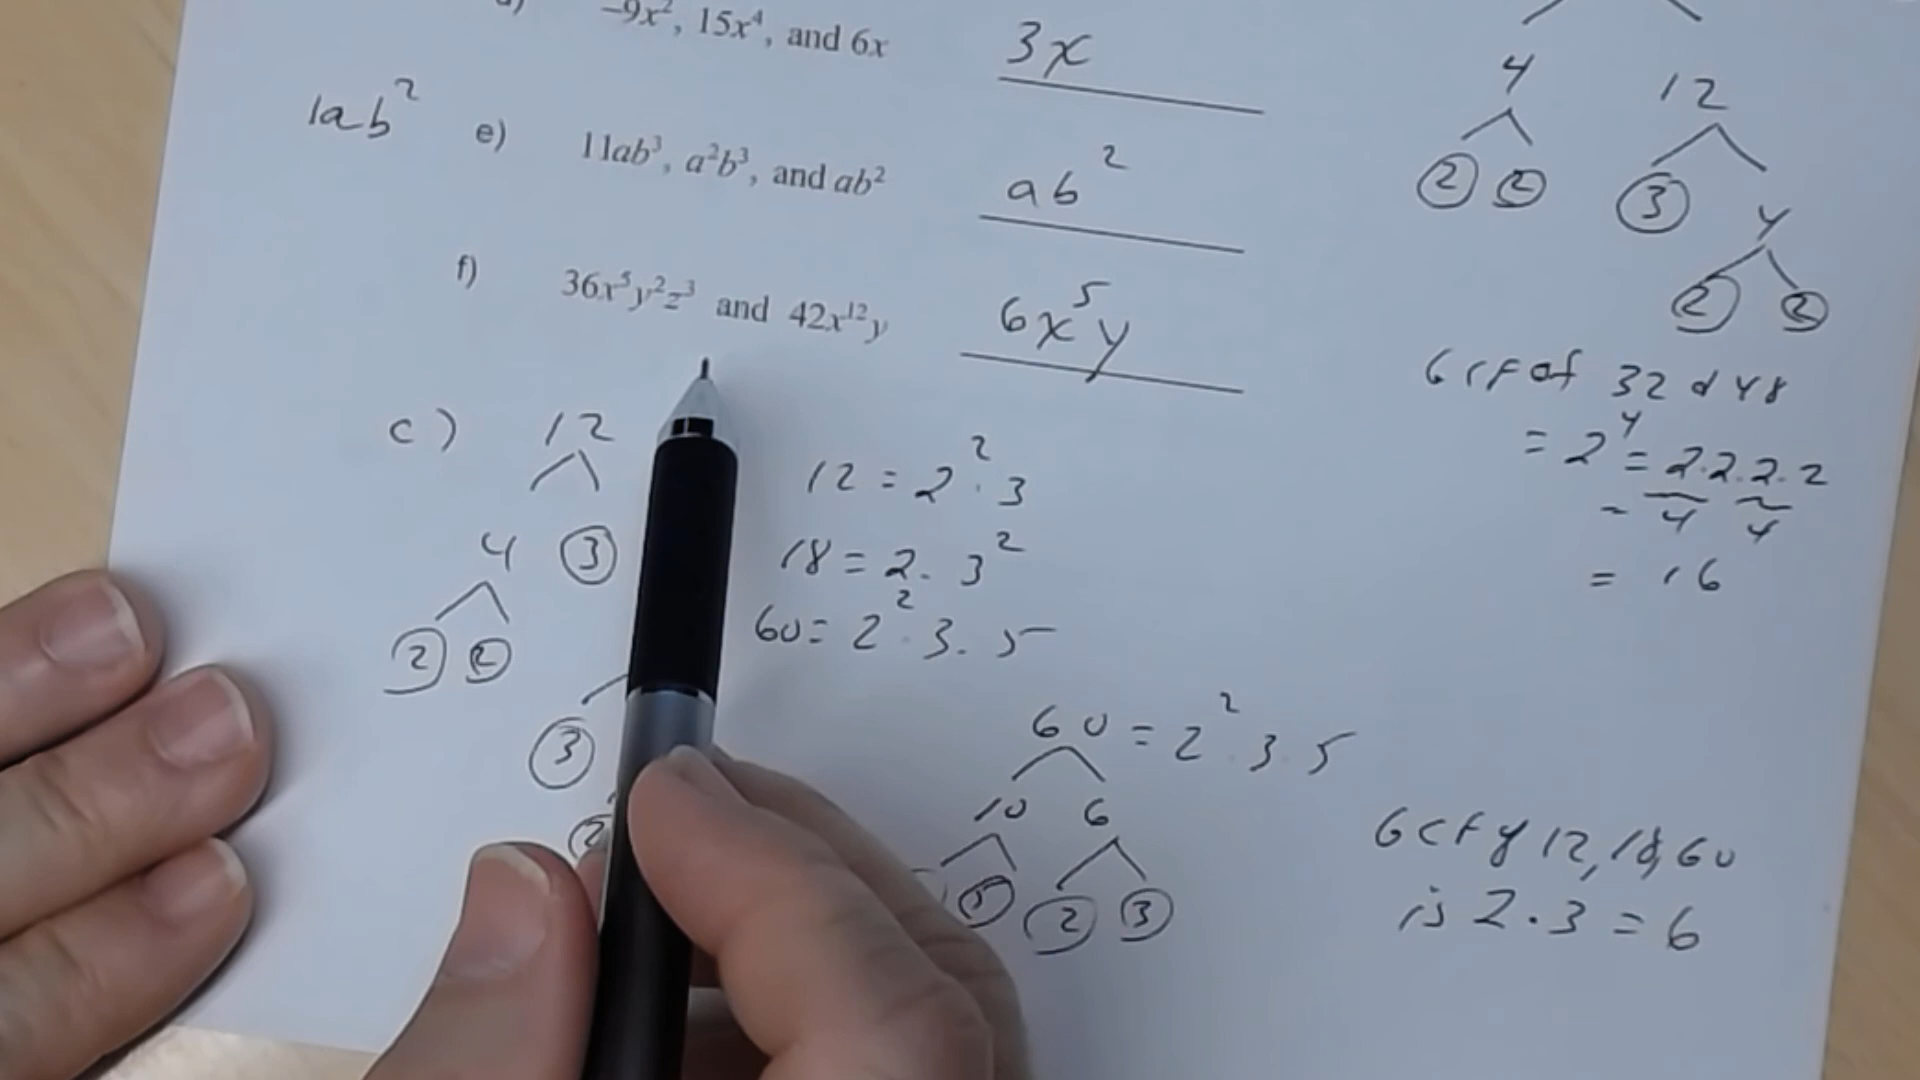 -9x², 15x⁴, and 6x 3x
1ab² e) 11ab³, a²b³, and ab² ab²
f) 36x⁵y²z³ and 42x¹²y 6x⁵y
4 12
2 2 3 4
2 2
GCF of 32 & 48
= 2⁴ = 2.2.2.2
= 4 4
= 16
c) 12
4 3
2 2
3
2
12 = 2² · 3
18 = 2 . 3²
60 = 2² · 3 . 5
60 = 2² . 3 . 5
10 6
5 2 3
GCF of 12, 18, 60
is 2 . 3 = 6